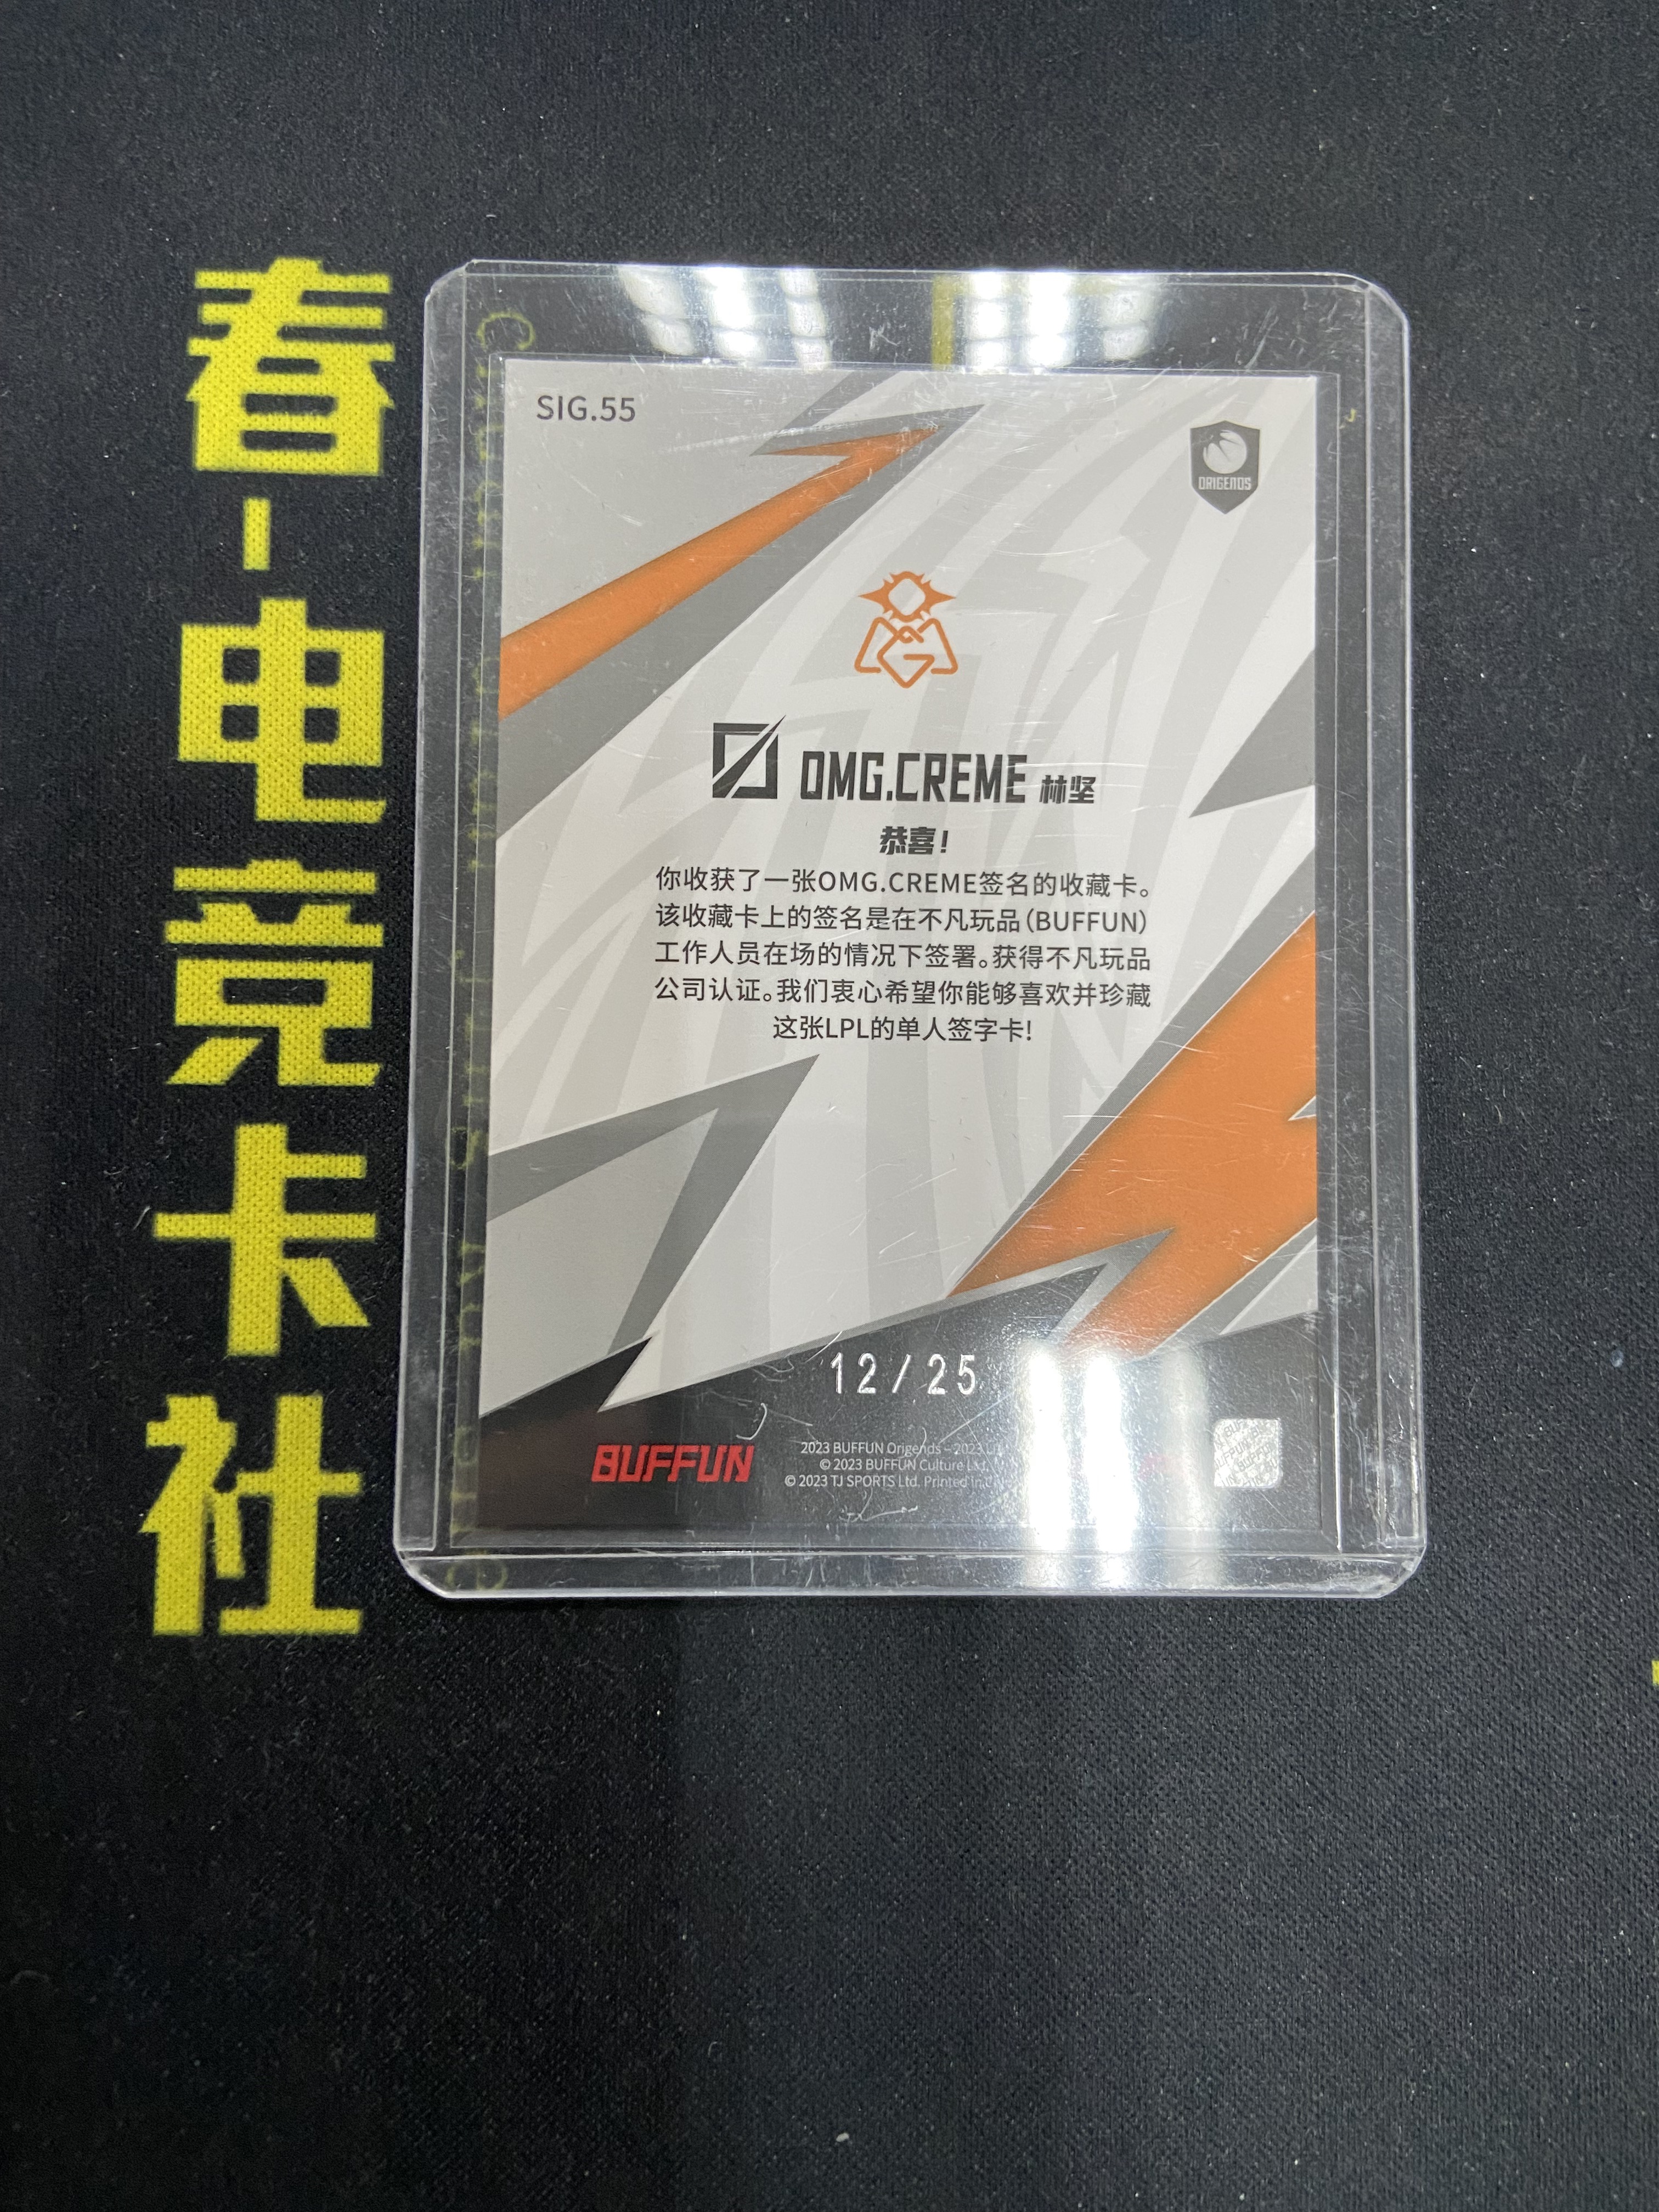 春-电竞卡社
SIG.55
ORIGENDS
OMG
OMG.CREME 林坚
恭喜!
你收获了一张OMG.CREME签名的收藏卡。
该收藏卡上的签名是在不凡玩品(BUFFUN)
工作人员在场的情况下签署。获得不凡玩品
公司认证。我们衷心希望你能够喜欢并珍藏
这张LPL的单人签字卡!
12/25
BUFFUN
2023 BUFFUN Origends – 2023
© 2023 BUFFUN Culture Ltd.
© 2023 TJ SPORTS Ltd. Printed in